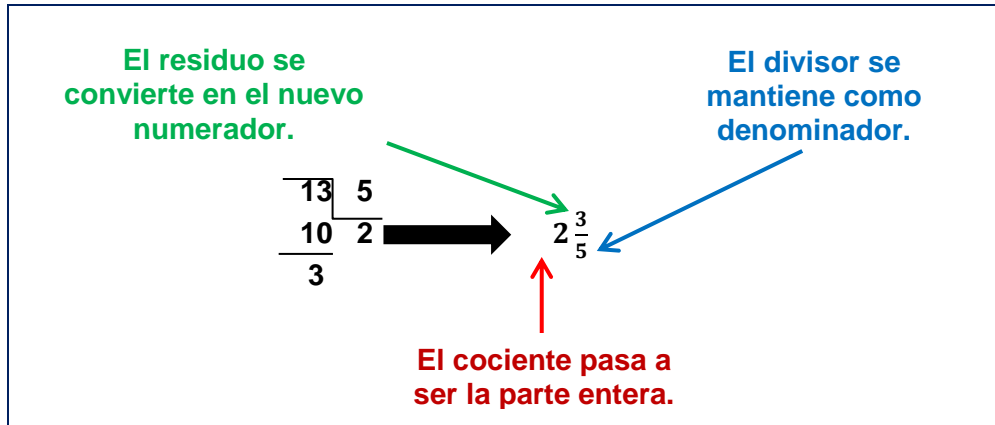 El residuo se
convierte en el nuevo
numerador.
El divisor se
mantiene como
denominador.
13 5
10 2
3
2 3/5
El cociente pasa a
ser la parte entera.